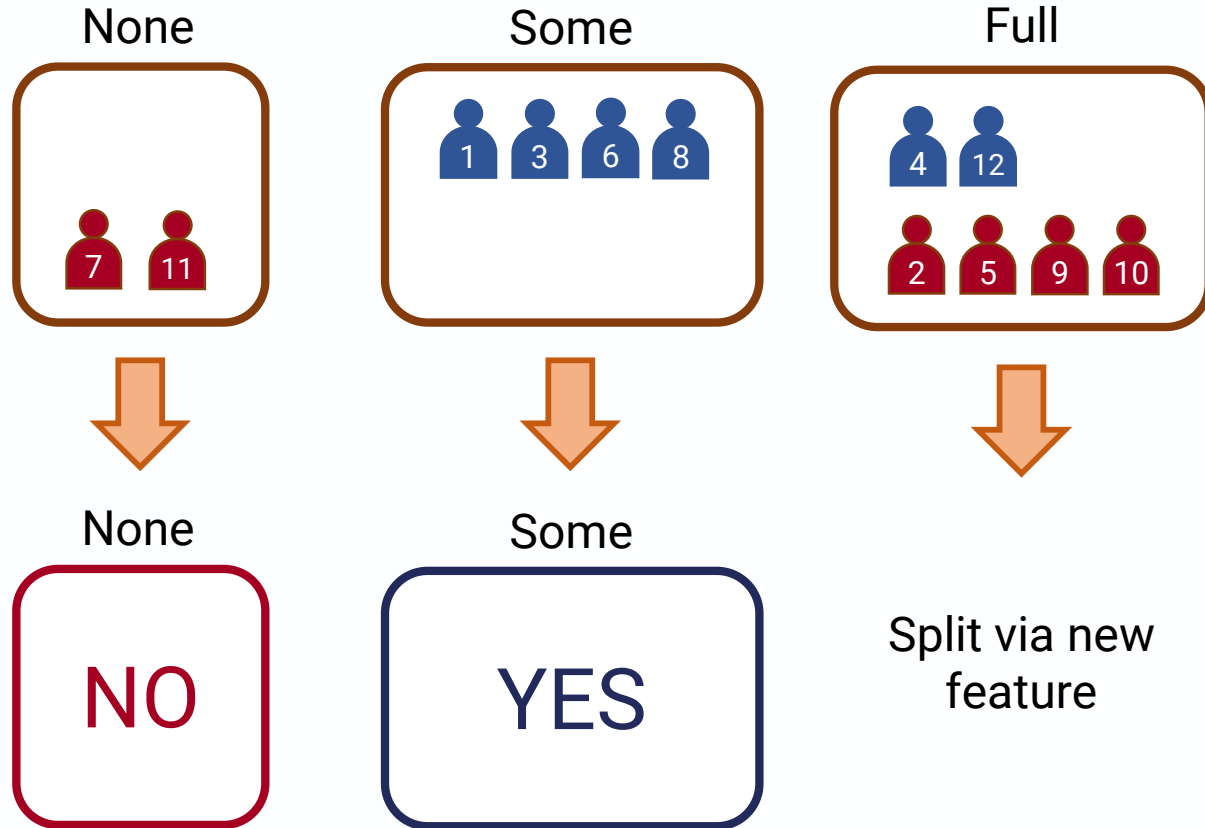 None
Some
Full
1 3 6 8
4 12
7 11
2 5 9 10
None
Some
NO
YES
Split via new
feature